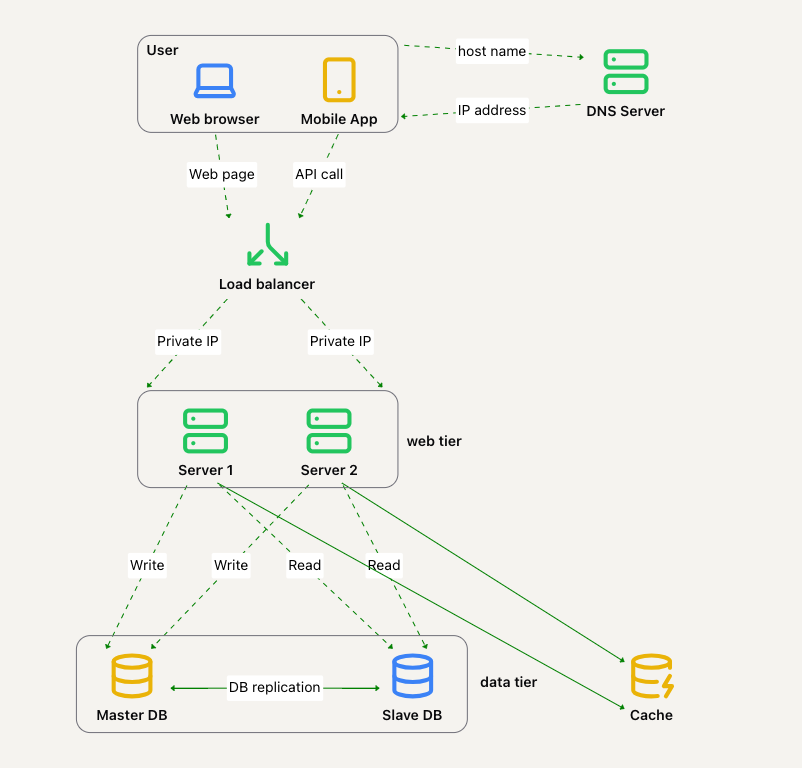 User
host name
Web browser
Mobile App
IP address
DNS Server
Web page
API call
Load balancer
Private IP
Private IP
Server 1
Server 2
web tier
Write
Write
Read
Read
DB replication
data tier
Master DB
Slave DB
Cache